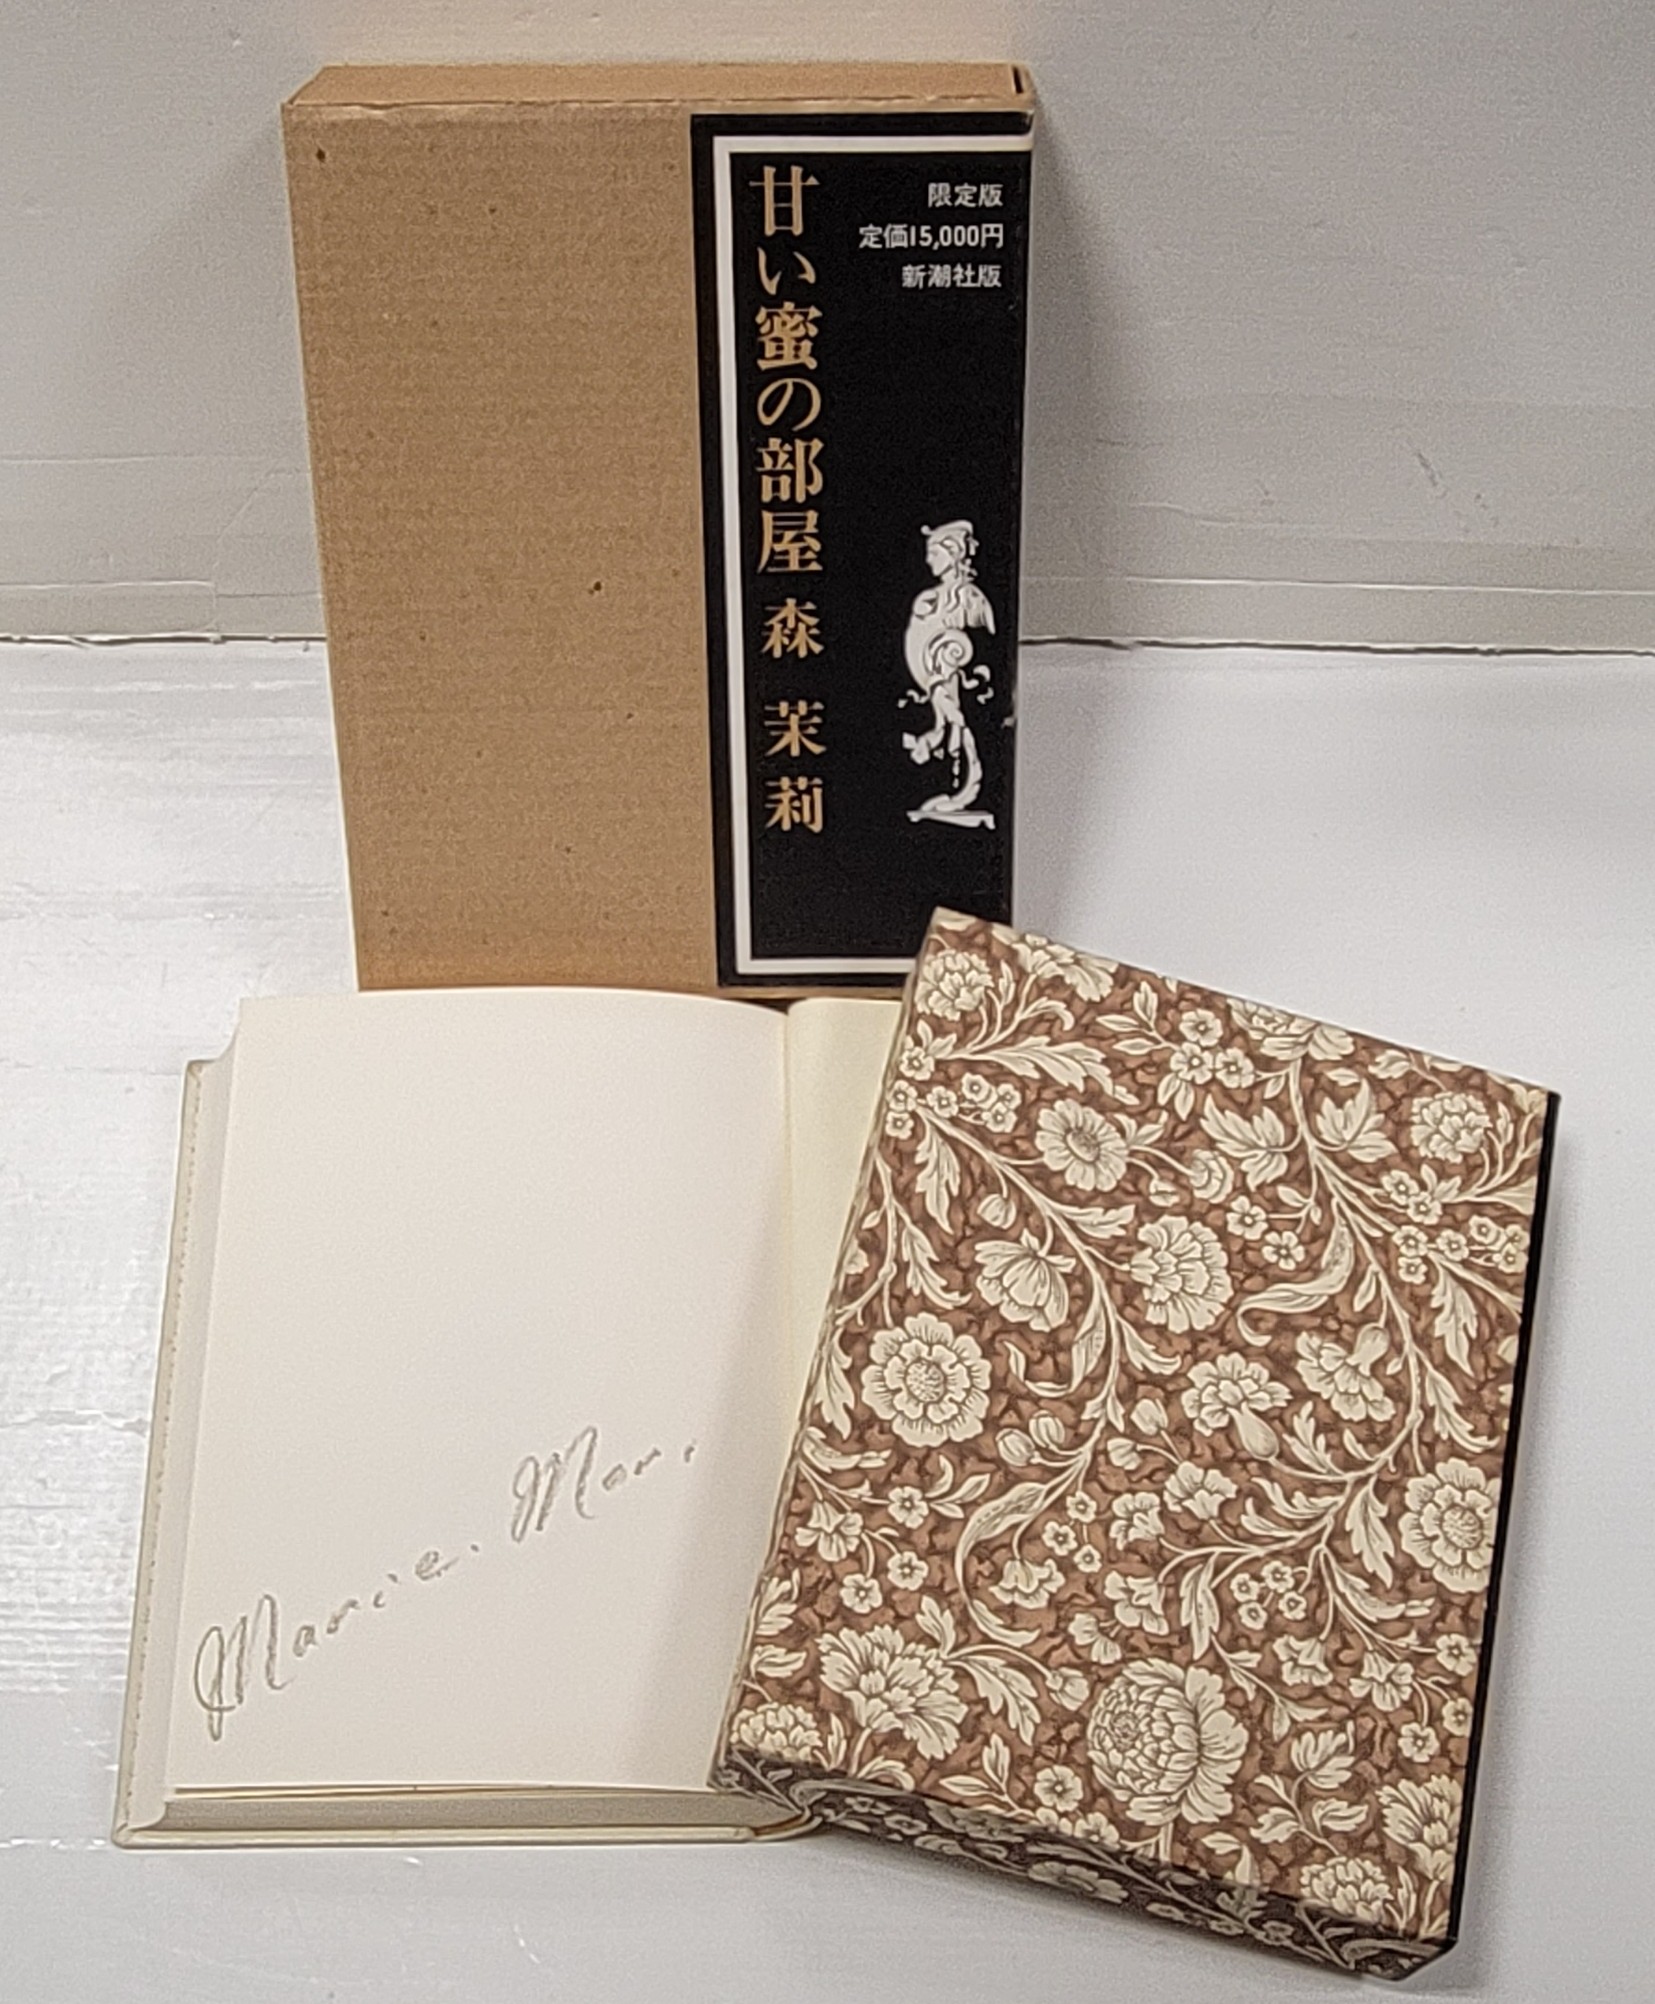 限定版
定価15,000円
新潮社版
甘い蜜の部屋 森 茉莉
Marie. Mori